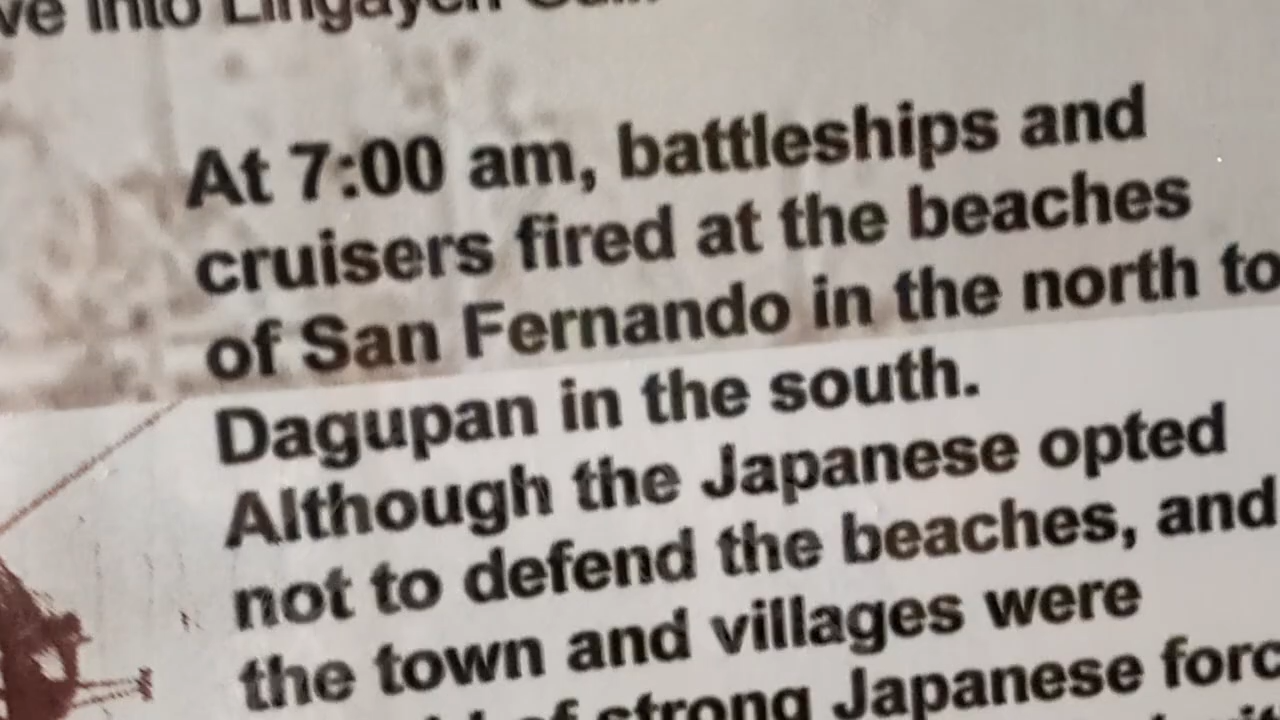 into Lingayen
At 7:00 am, battleships and
cruisers fired at the beaches
of San Fernando in the north to
Dagupan in the south.
Although the Japanese opted
not to defend the beaches, and
the town and villages were
of strong Japanese